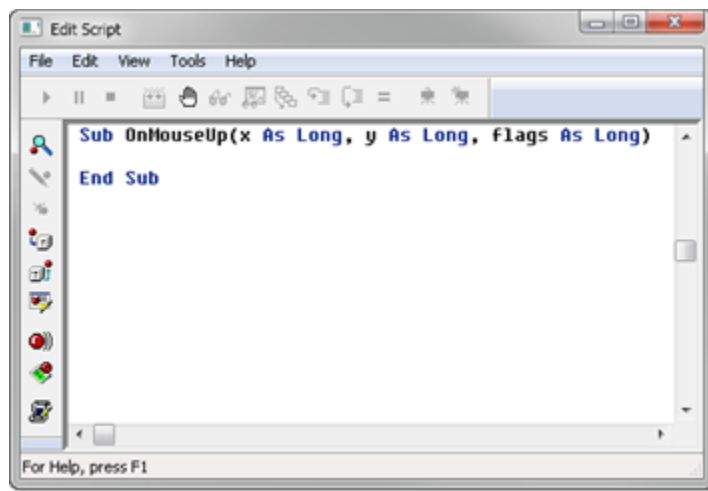 Edit Script
File Edit View Tools Help
Sub OnMouseUp(x As Long, y As Long, flags As Long)
End Sub
For Help, press F1